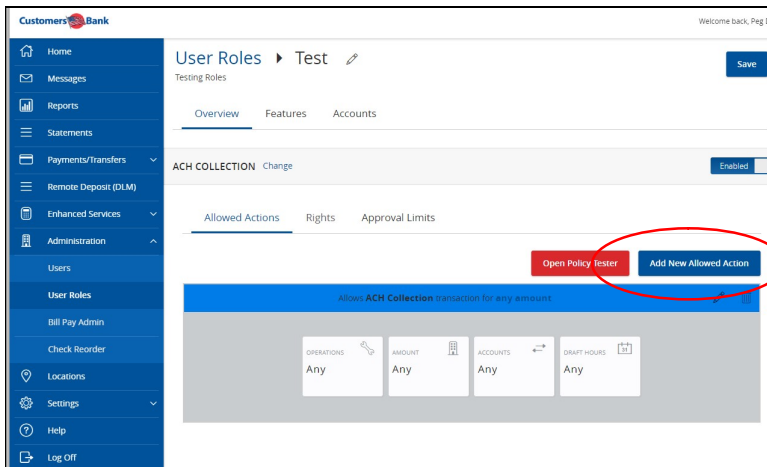 Customers Bank
Welcome back, Peg
Home
Messages
Reports
Statements
Payments/Transfers
Remote Deposit (DLM)
Enhanced Services
Administration
Users
User Roles
Bill Pay Admin
Check Reorder
Locations
Settings
Help
Log Off
User Roles Test
Testing Roles
Save
Overview Features Accounts
ACH COLLECTION Change
Enabled
Allowed Actions Rights Approval Limits
Open Policy Tester Add New Allowed Action
Allows ACH Collection transaction for any amount
OPERATIONS AMOUNT ACCOUNTS DRAFT HOURS
31
Any Any Any Any